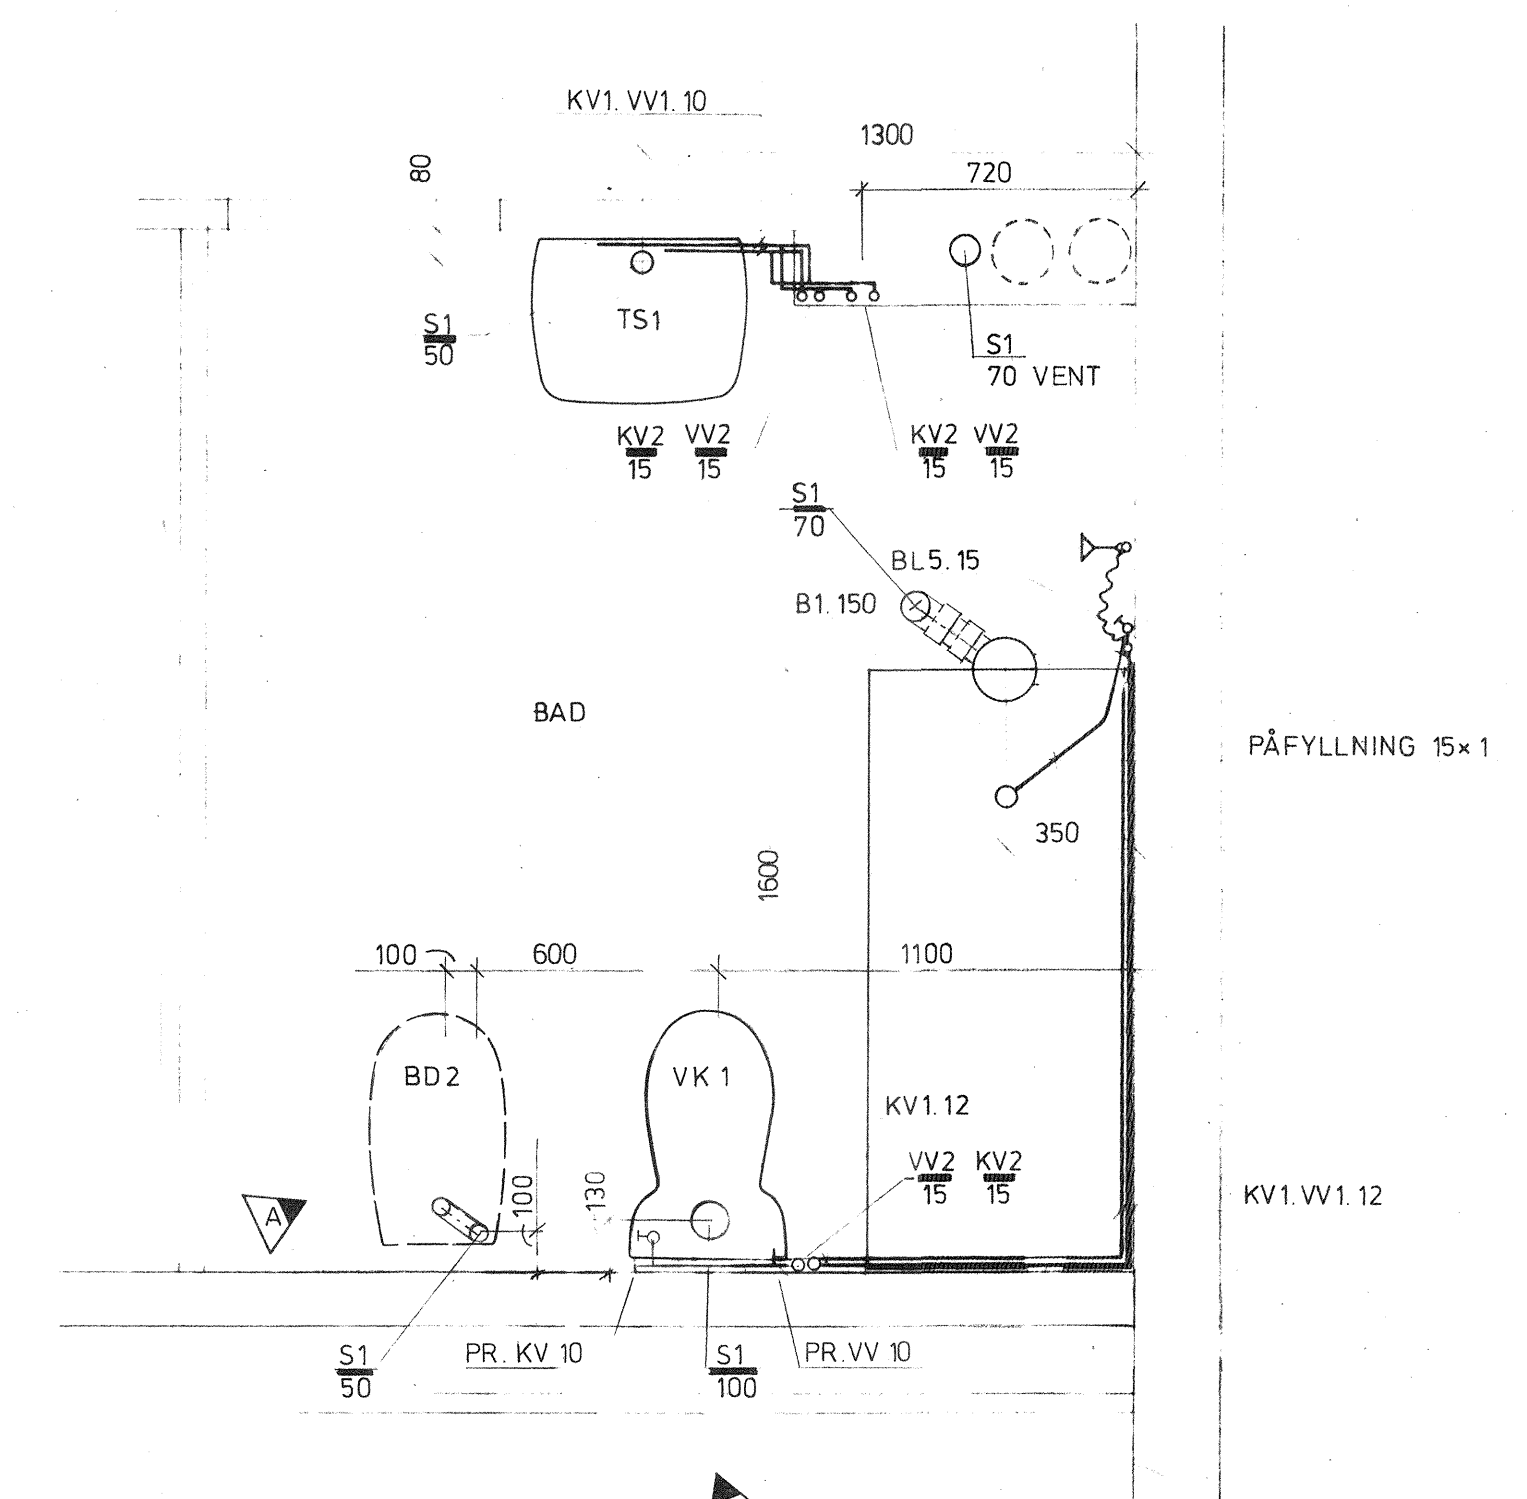 KV1. VV1. 10
1300
80
720
TS1
S1
50
S1
70 VENT
KV2 VV2
15 15
KV2 VV2
15 15
S1
70
BL5. 15
B1. 150
BAD
PÅFYLLNING 15×1
350
1600
100
600
1100
BD2
VK 1
KV1. 12
VV2 KV2
15 15
100
130
A
KV1. VV1. 12
S1
50
PR. KV 10
S1
100
PR. VV 10